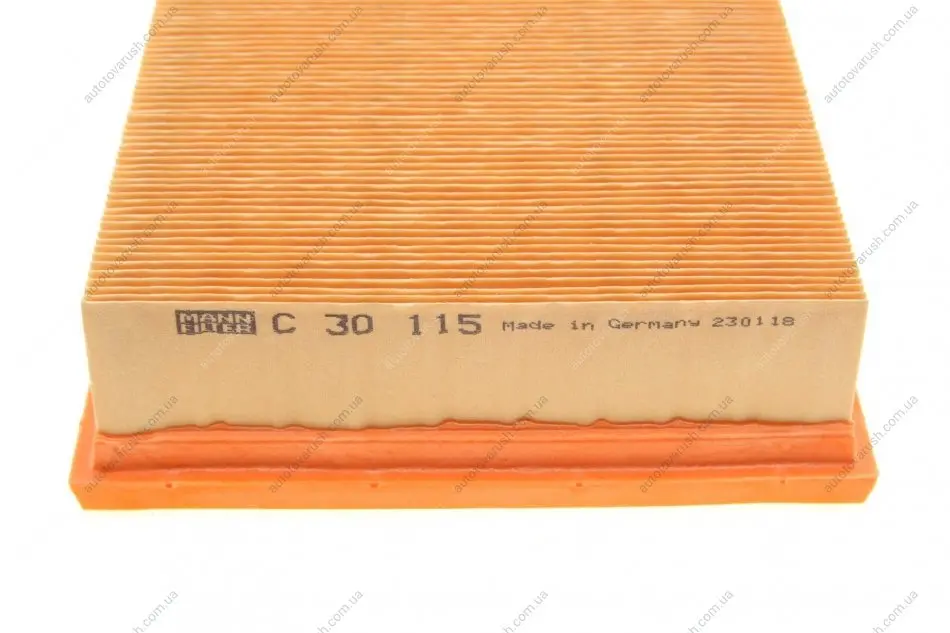 MANN FILTER C 30 115 Made in Germany 230118
autotovarush.com.ua